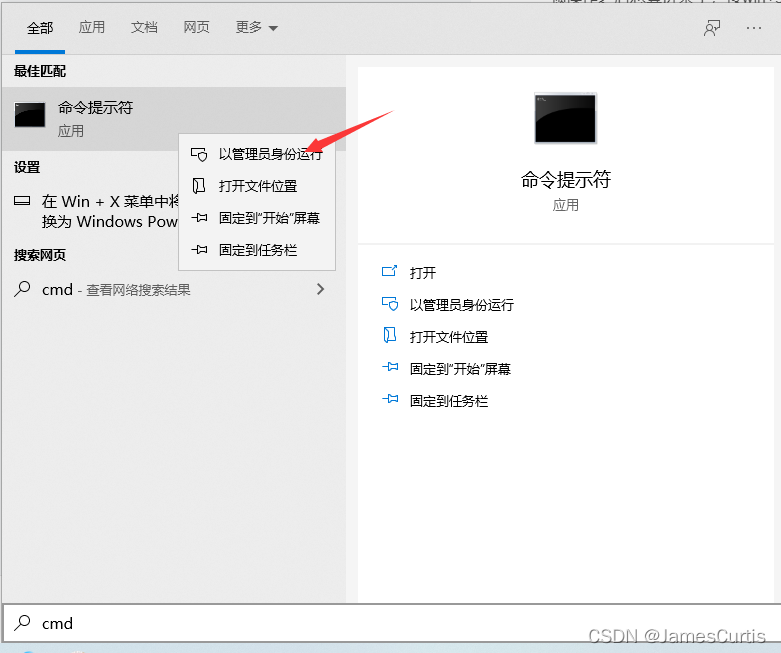 全部 应用 文档 网页 更多
最佳匹配
命令提示符
应用
以管理员身份运行
打开文件位置
固定到"开始"屏幕
固定到任务栏
设置
在 Win + X 菜单中将
换为 Windows Pow
搜索网页
cmd - 查看网络搜索结果
命令提示符
应用
打开
以管理员身份运行
打开文件位置
固定到"开始"屏幕
固定到任务栏
cmd
CSDN @JamesCurtis